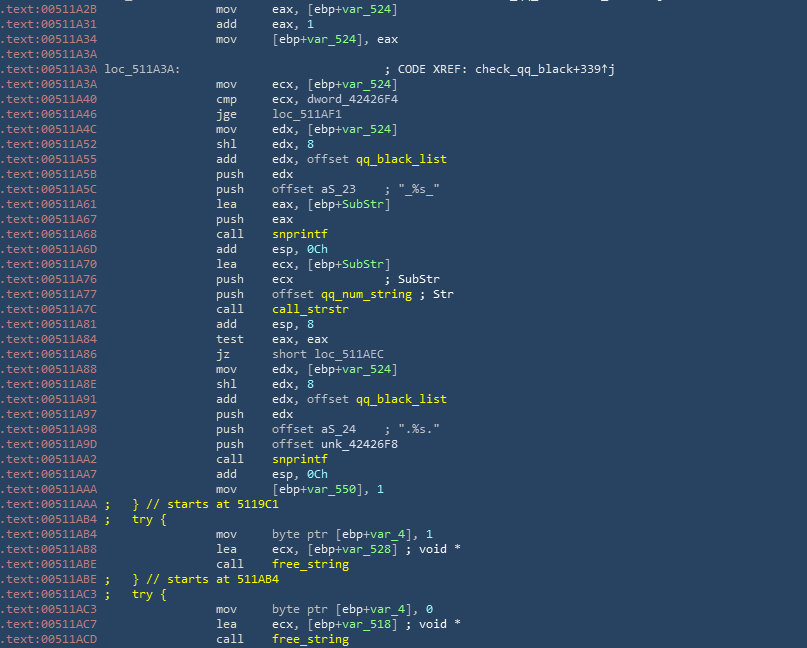 .text:00511A2B mov eax, [ebp+var_524]
.text:00511A31 add eax, 1
.text:00511A34 mov [ebp+var_524], eax
.text:00511A3A
.text:00511A3A loc_511A3A: ; CODE XREF: check_qq_black+339↑j
.text:00511A3A mov ecx, [ebp+var_524]
.text:00511A40 cmp ecx, dword_42426F4
.text:00511A46 jge loc_511AF1
.text:00511A4C mov edx, [ebp+var_524]
.text:00511A52 shl edx, 8
.text:00511A55 add edx, offset qq_black_list
.text:00511A5B push edx
.text:00511A5C push offset aS_23 ; "_%s_"
.text:00511A61 lea eax, [ebp+SubStr]
.text:00511A67 push eax
.text:00511A68 call snprintf
.text:00511A6D add esp, 0Ch
.text:00511A70 lea ecx, [ebp+SubStr]
.text:00511A76 push ecx ; SubStr
.text:00511A77 push offset qq_num_string ; Str
.text:00511A7C call call_strstr
.text:00511A81 add esp, 8
.text:00511A84 test eax, eax
.text:00511A86 jz short loc_511AEC
.text:00511A88 mov edx, [ebp+var_524]
.text:00511A8E shl edx, 8
.text:00511A91 add edx, offset qq_black_list
.text:00511A97 push edx
.text:00511A98 push offset aS_24 ; ".%s."
.text:00511A9D push offset unk_42426F8
.text:00511AA2 call snprintf
.text:00511AA7 add esp, 0Ch
.text:00511AAA mov [ebp+var_550], 1
.text:00511AAA ; } // starts at 5119C1
.text:00511AB4 ; try {
.text:00511AB4 mov byte ptr [ebp+var_4], 1
.text:00511AB8 lea ecx, [ebp+var_528] ; void *
.text:00511ABE call free_string
.text:00511ABE ; } // starts at 511AB4
.text:00511AC3 ; try {
.text:00511AC3 mov byte ptr [ebp+var_4], 0
.text:00511AC7 lea ecx, [ebp+var_518] ; void *
.text:00511ACD call free_string